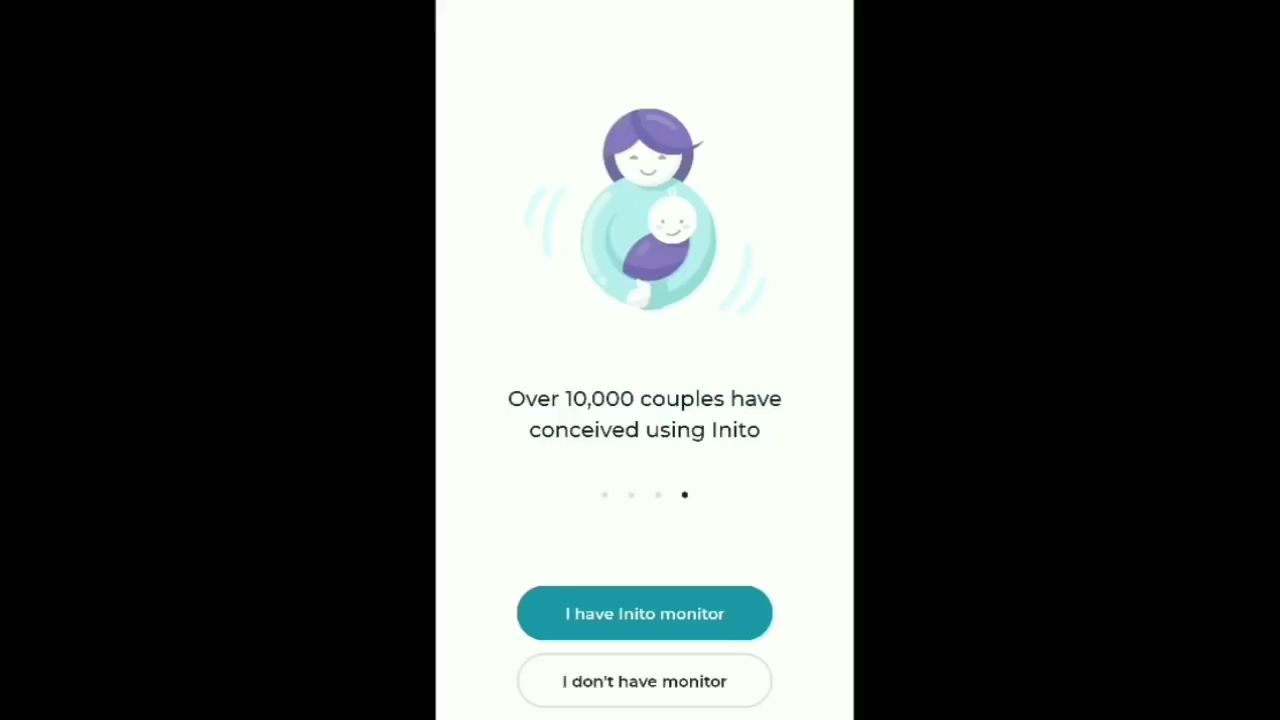 Over 10,000 couples have
conceived using Inito
I have Inito monitor
I don't have monitor